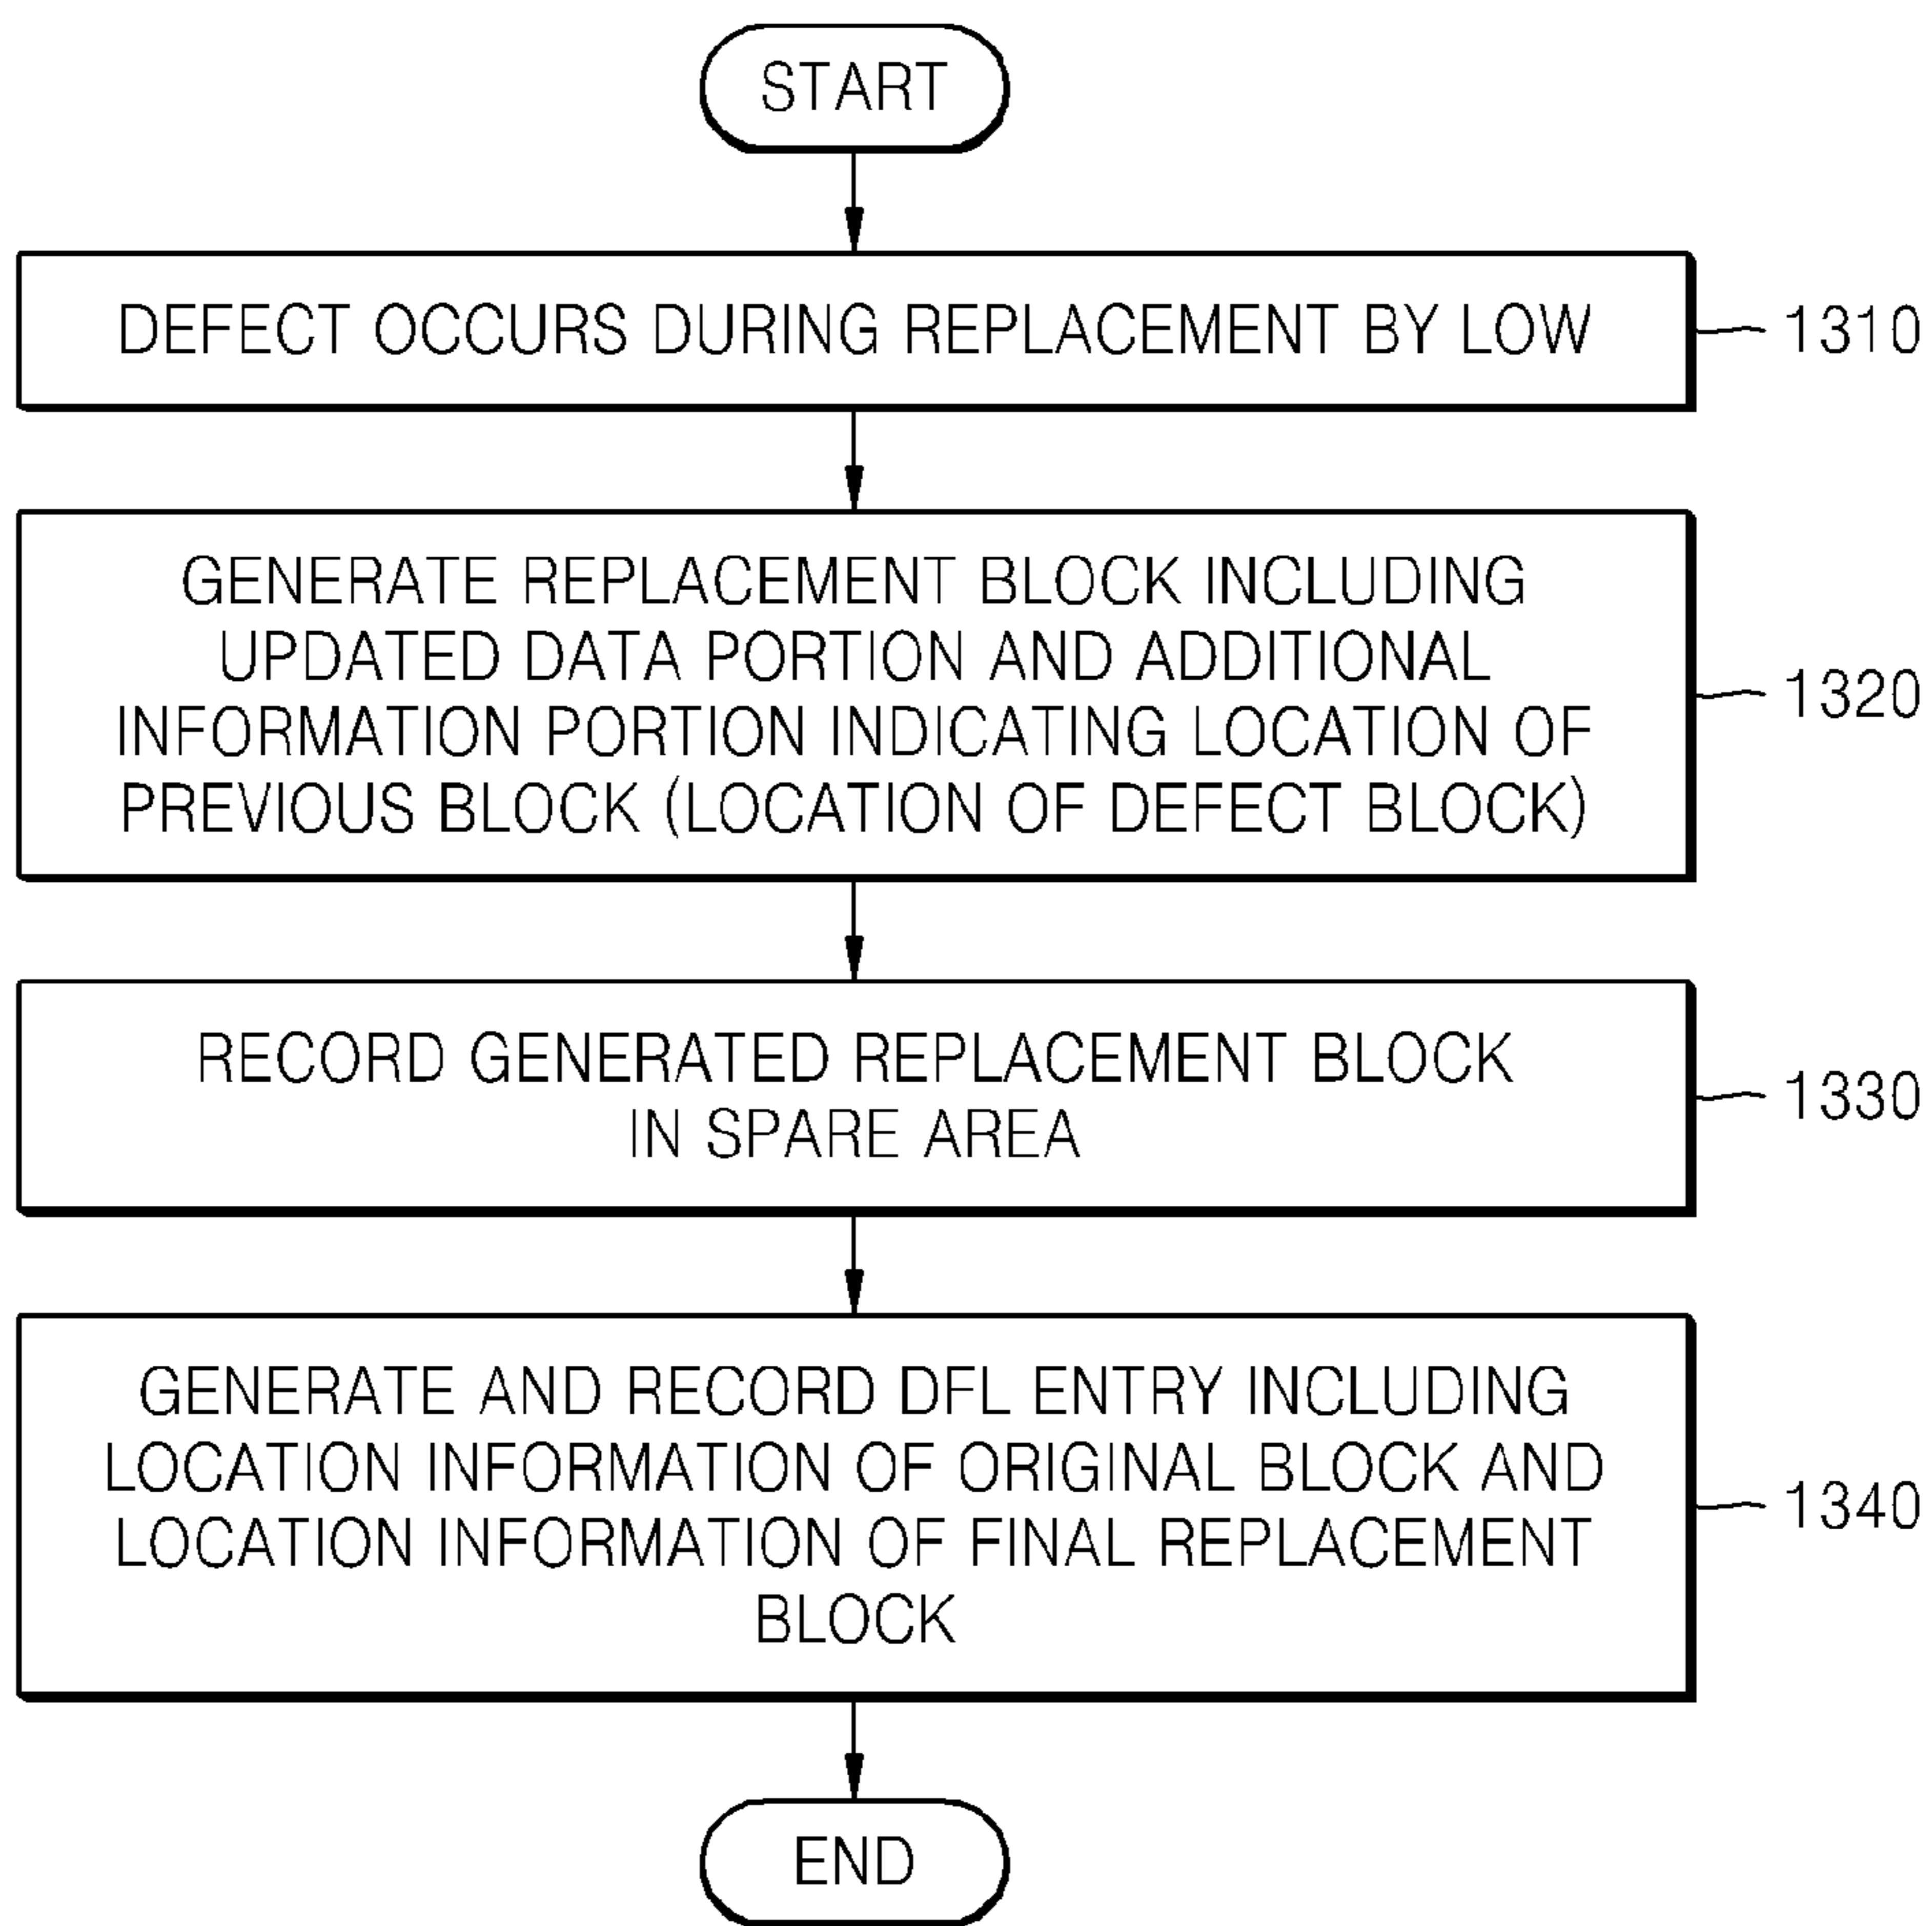 START
DEFECT OCCURS DURING REPLACEMENT BY LOW
1310
GENERATE REPLACEMENT BLOCK INCLUDING
UPDATED DATA PORTION AND ADDITIONAL
INFORMATION PORTION INDICATING LOCATION OF
PREVIOUS BLOCK (LOCATION OF DEFECT BLOCK)
1320
RECORD GENERATED REPLACEMENT BLOCK
IN SPARE AREA
1330
GENERATE AND RECORD DFL ENTRY INCLUDING
LOCATION INFORMATION OF ORIGINAL BLOCK AND
LOCATION INFORMATION OF FINAL REPLACEMENT
BLOCK
1340
END